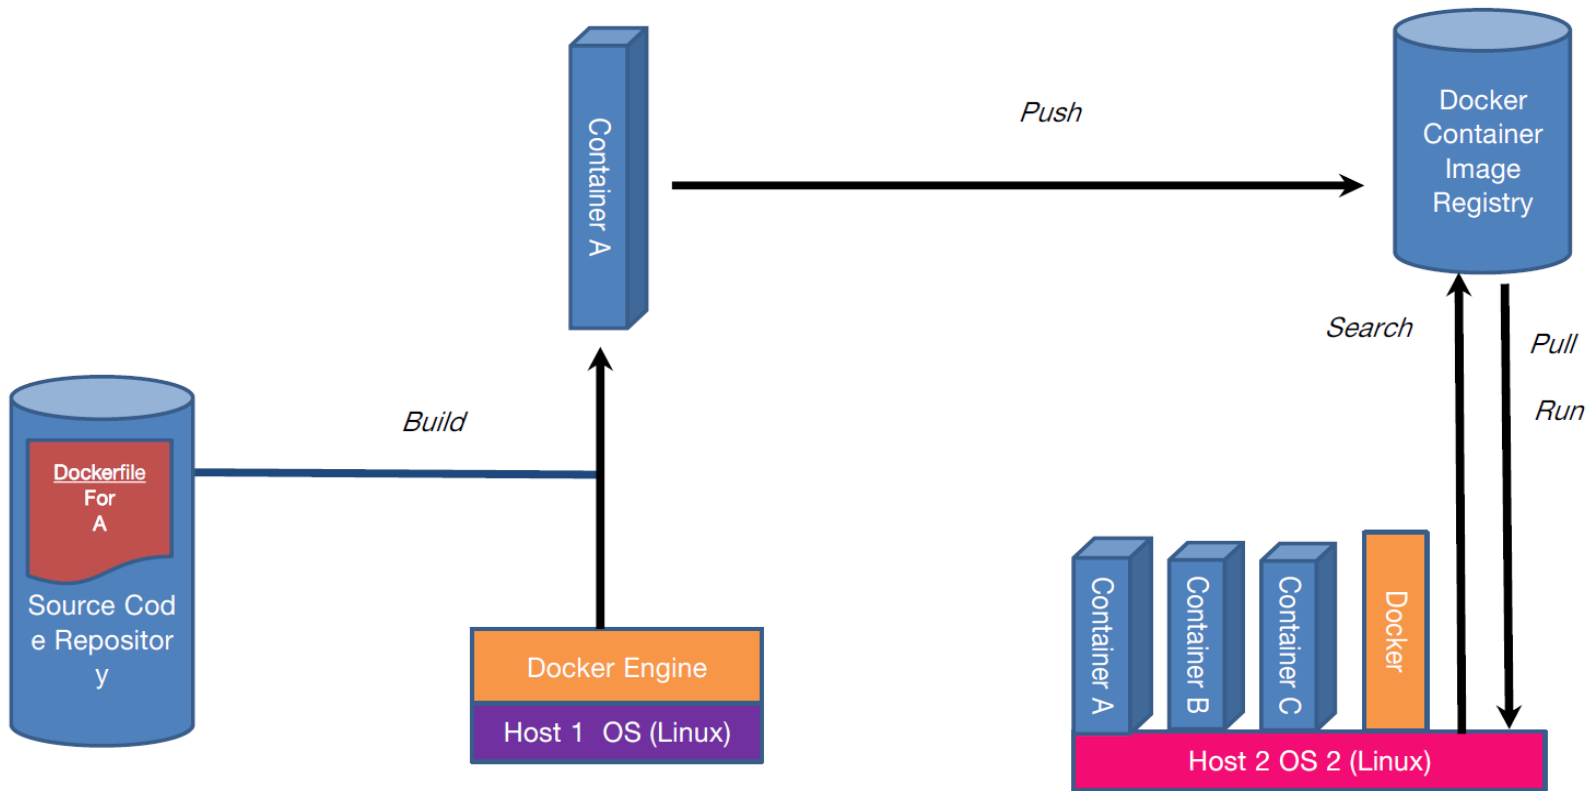 Container A
Push
Docker
Container
Image
Registry
Search
Pull
Run
Build
Dockerfile
For
A
Source Cod
e Repositor
y
Docker Engine
Host 1 OS (Linux)
Container A
Container B
Container C
Docker
Host 2 OS 2 (Linux)